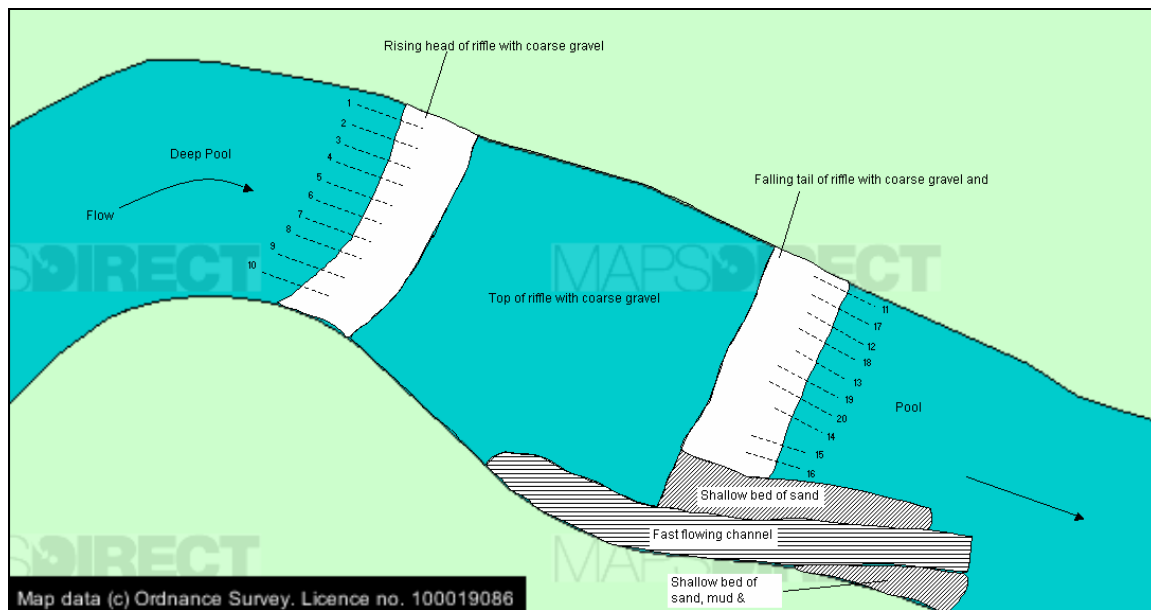 Rising head of riffle with coarse gravel
1
2
3
4
5
6
7
8
9
10
Deep Pool
Flow
Falling tail of riffle with coarse gravel and
MAPSDIRECT
MAPSDIRECT
Top of riffle with coarse gravel
11
17
12
18
13
19
20
14
15
16
Pool
Shallow bed of sand
Fast flowing channel
Shallow bed of
sand, mud &
Map data (c) Ordnance Survey. Licence no. 100019086